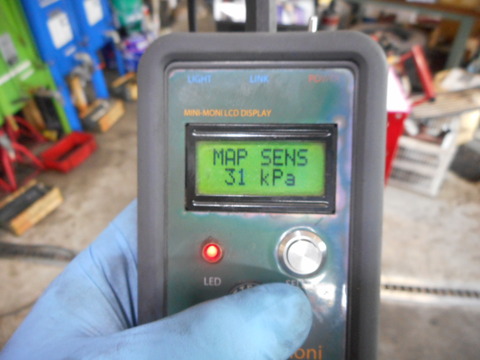 LIGHT LINK
MINI-MONI LCD DISPLAY
MAP SENS
31 kPa
LED